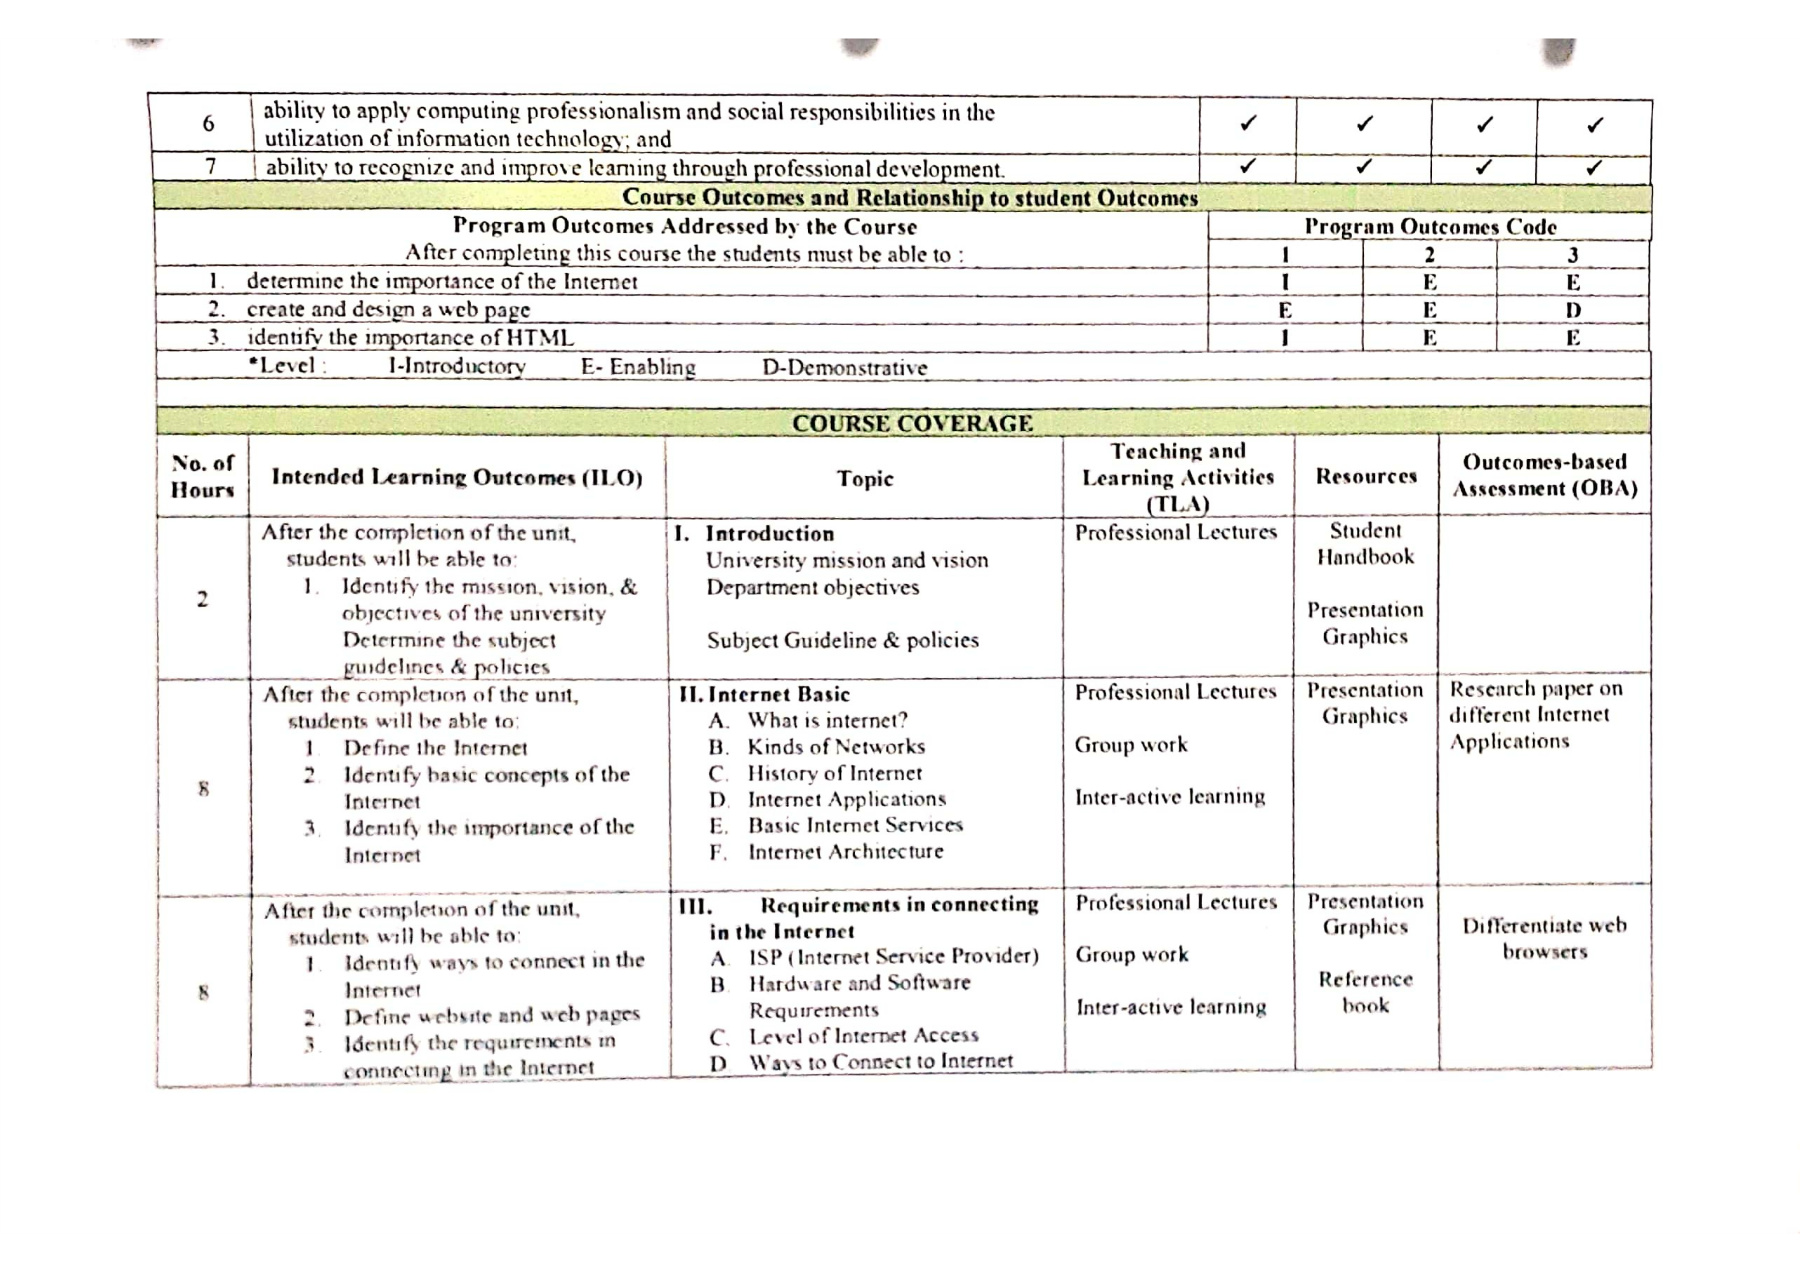 6 ability to apply computing professionalism and social responsibilities in the ✓ ✓ ✓ ✓
utilization of information technology; and
7 ability to recognize and improve learning through professional development. ✓ ✓ ✓ ✓
Course Outcomes and Relationship to student Outcomes
Program Outcomes Addressed by the Course Program Outcomes Code
After completing this course the students must be able to : 1 2 3
1. determine the importance of the Internet I E E
2. create and design a web page E E D
3. identify the importance of HTML I E E
*Level : I-Introductory E- Enabling D-Demonstrative
COURSE COVERAGE
No. of
Hours
Intended Learning Outcomes (ILO)
Topic
Teaching and
Learning Activities
(TLA)
Resources
Outcomes-based
Assessment (OBA)
2
After the completion of the unit,
students will be able to:
1. Identify the mission, vision, &
objectives of the university
Determine the subject
guidelines & policies
I. Introduction
University mission and vision
Department objectives
Subject Guideline & policies
Professional Lectures
Student
Handbook
Presentation
Graphics
8
After the completion of the unit,
students will be able to:
1. Define the Internet
2. Identify basic concepts of the
Internet
3. Identify the importance of the
Internet
II. Internet Basic
A. What is internet?
B. Kinds of Networks
C. History of Internet
D. Internet Applications
E. Basic Internet Services
F. Internet Architecture
Professional Lectures
Group work
Inter-active learning
Presentation
Graphics
Research paper on
different Internet
Applications
8
After the completion of the unit,
students will be able to:
1. Identify ways to connect in the
Internet
2. Define website and web pages
3. Identify the requirements in
connecting in the Internet
III. Requirements in connecting
in the Internet
A. ISP (Internet Service Provider)
B. Hardware and Software
Requirements
C. Level of Internet Access
D. Ways to Connect to Internet
Professional Lectures
Group work
Inter-active learning
Presentation
Graphics
Reference
book
Differentiate web
browsers